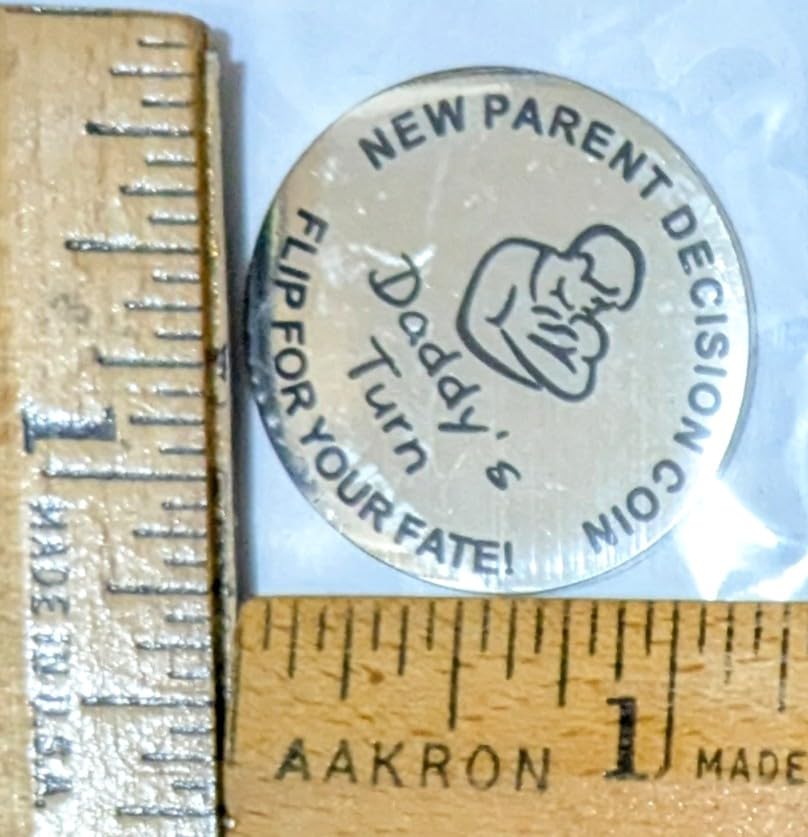 NEW PARENT DECISION COIN
Daddy's
Turn
FLIP FOR YOUR FATE!
1
MADE IN U.S.A.
AAKRON
1
MADE